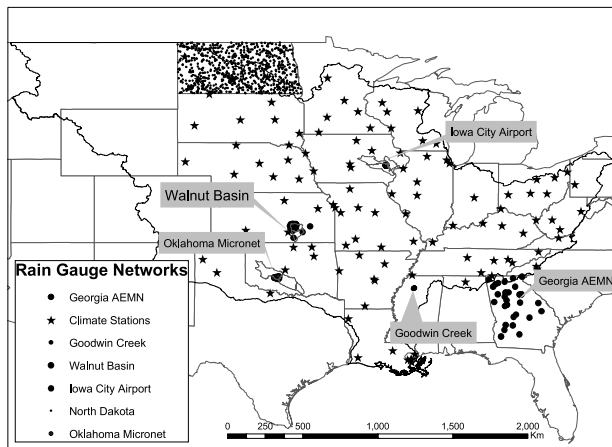 Iowa City Airport
Walnut Basin
Oklahoma Micronet
Georgia AEMN
Goodwin Creek
Rain Gauge Networks
Georgia AEMN
Climate Stations
Goodwin Creek
Walnut Basin
Iowa City Airport
North Dakota
Oklahoma Micronet
0 500 1,000 1,500 2,000
Km